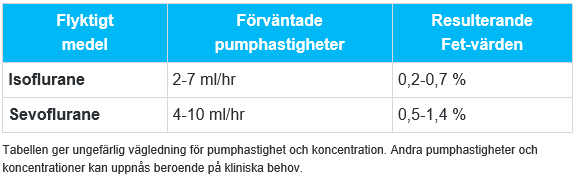 Flyktigt medel Förväntade pumphastigheter Resulterande Fet-värden
Isoflurane 2-7 ml/hr 0,2-0,7 %
Sevoflurane 4-10 ml/hr 0,5-1,4 %
Tabellen ger ungefärlig vägledning för pumphastighet och koncentration. Andra pumphastigheter och
koncentrationer kan uppnås beroende på kliniska behov.